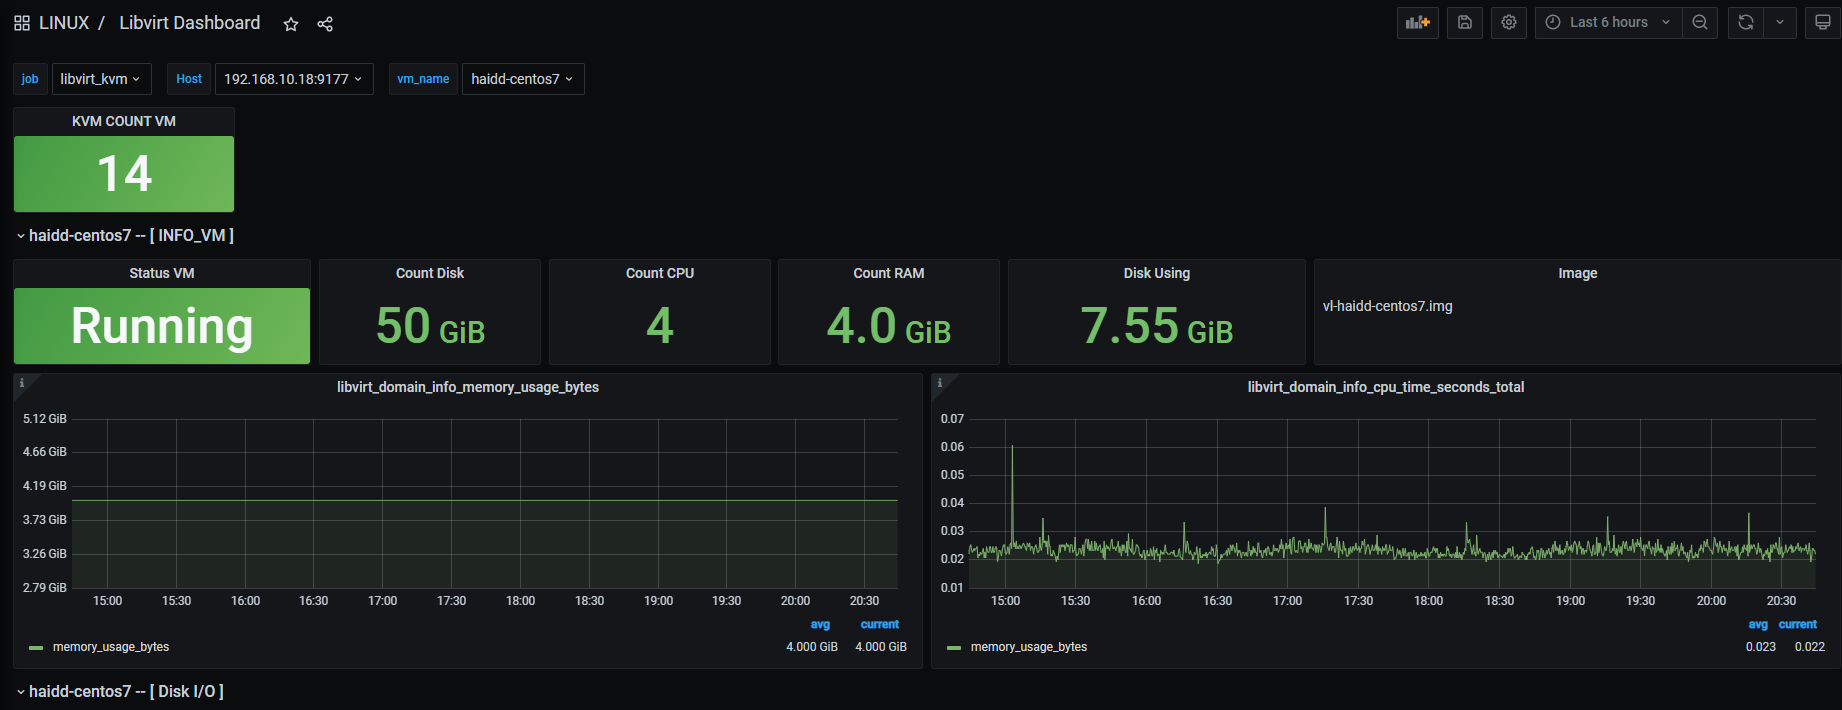 LINUX / Libvirt Dashboard
Last 6 hours
job libvirt_kvm Host 192.168.10.18:9177 vm_name haidd-centos7
KVM COUNT VM
14
haidd-centos7 -- [ INFO_VM ]
Status VM
Running
Count Disk
50 GiB
Count CPU
4
Count RAM
4.0 GiB
Disk Using
7.55 GiB
Image
vl-haidd-centos7.img
libvirt_domain_info_memory_usage_bytes
5.12 GiB
4.66 GiB
4.19 GiB
3.73 GiB
3.26 GiB
2.79 GiB
15:00 15:30 16:00 16:30 17:00 17:30 18:00 18:30 19:00 19:30 20:00 20:30
avg current
memory_usage_bytes 4.000 GiB 4.000 GiB
libvirt_domain_info_cpu_time_seconds_total
0.07
0.06
0.05
0.04
0.03
0.02
0.01
15:00 15:30 16:00 16:30 17:00 17:30 18:00 18:30 19:00 19:30 20:00 20:30
avg current
memory_usage_bytes 0.023 0.022
haidd-centos7 -- [ Disk I/O ]